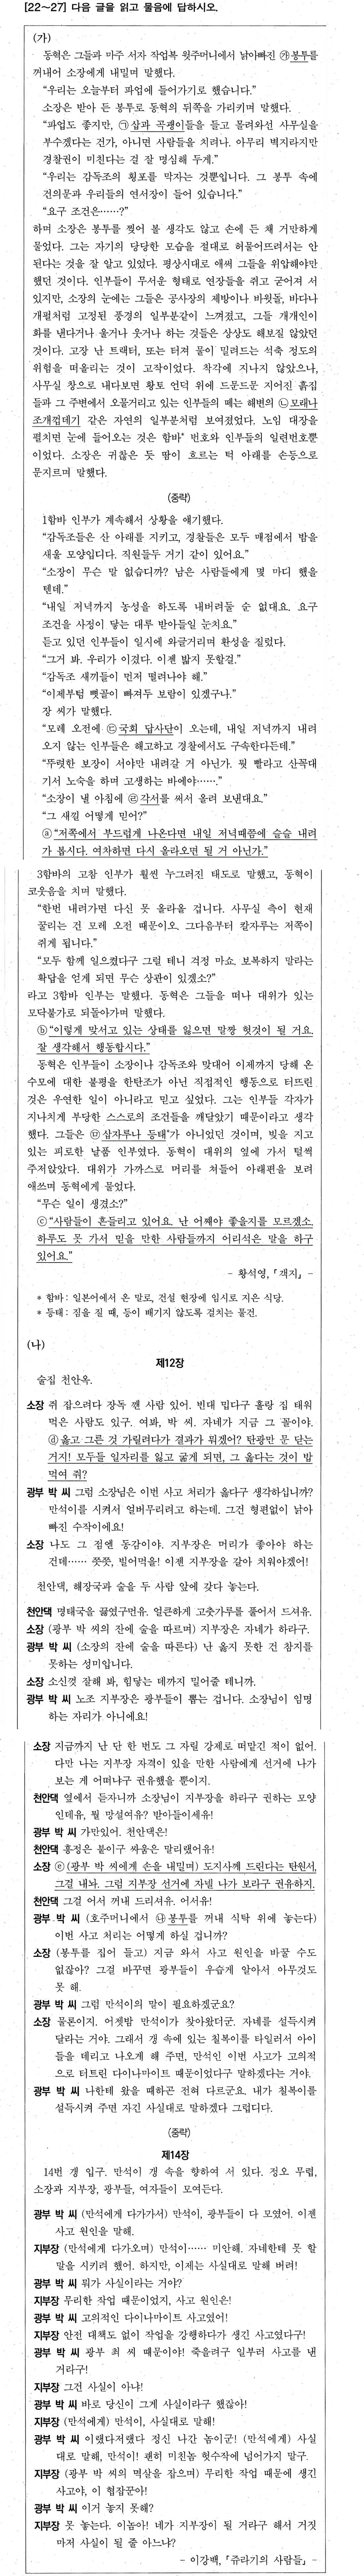 [22~27] 다음 글을 읽고 물음에 답하시오.
(가)
동혁은 그들과 마주 서자 작업복 윗주머니에서 낡아빠진 ㉮봉투를
꺼내어 소장에게 내밀며 말했다.
“우리는 오늘부터 파업에 들어가기로 했습니다.”
소장은 받아 든 봉투로 동혁의 뒤쪽을 가리키며 말했다.
“파업도 좋지만, ㉠삽과 곡괭이들을 들고 몰려와선 사무실을
부수겠다는 건가, 아니면 사람들을 치려나. 아무리 벽지라지만
경찰권이 미친다는 걸 잘 명심해 두게.”
“우리는 감독조의 횡포를 막자는 것뿐입니다. 그 봉투 속에
건의문과 우리들의 연서장이 들어 있습니다.”
“요구 조건은……?”
하며 소장은 봉투를 찢어 볼 생각도 않고 손에 든 채 거만하게
물었다. 그는 자기의 당당한 모습을 절대로 허물어뜨려서는 안
된다는 것을 잘 알고 있었다. 평상시대로 애써 그들을 위압해야만
했던 것이다. 인부들이 무서운 형태로 연장들을 쥐고 굳어져 서
있지만, 소장의 눈에는 그들은 공사장의 제방이나 바윗돌, 바다나
개펄처럼 고정된 풍경의 일부분같이 느껴졌고, 그들 개개인이
화를 낸다거나 울거나 웃거나 하는 것들은 상상도 해보질 않았던
것이다. 고장 난 트랙터, 또는 터져 물이 밀려드는 석축 정도의
위험을 떠올리는 것이 고작이었다. 착각에 지나지 않았으나,
사무실 창으로 내다보면 황토 언덕 위에 드문드문 지어진 흙집
들과 그 주변에서 오물거리고 있는 인부들의 떼는 해변의 ㉡모래나
조개껍데기 같은 자연의 일부분처럼 보여졌었다. 노임 대장을
펼치면 눈에 들어오는 것은 함바* 번호와 인부들의 일련번호뿐
이었다. 소장은 귀찮은 듯 땀이 흐르는 턱 아래를 손등으로
문지르며 말했다.
(중략)
1함바 인부가 계속해서 상황을 얘기했다.
“감독조들은 산 아래를 지키고, 경찰들은 모두 매점에서 밤을
새울 모양입디다. 직원들두 거기 같이 있어요.”
“소장이 무슨 말 없습디까? 남은 사람들에게 몇 마디 했을
텐데.”
“내일 저녁까지 농성을 하도록 내버려둘 순 없대요. 요구
조건을 사정이 닿는 대루 받아들일 눈치요.”
듣고 있던 인부들이 일시에 와글거리며 환성을 질렀다.
“그거 봐. 우리가 이겼다. 이젠 밟지 못할걸.”
“감독조 새끼들이 먼저 떨려나야 해.”
“이제부텀 뼛골이 빠져두 보람이 있겠구나.”
장 씨가 말했다.
“모레 오전에 ㉢국회 답사단이 오는데, 내일 저녁까지 내려
오지 않는 인부들은 해고하고 경찰에서도 구속한다든데.”
“뚜렷한 보장이 서야만 내려갈 거 아닌가. 뭣 빨라고 산꼭대
기서 노숙을 하며 고생하는 바에야…….”
“소장이 낼 아침에 ㉣각서를 써서 올려 보낸대요.”
“그 새낄 어떻게 믿어?”
ⓐ“저쪽에서 부드럽게 나온다면 내일 저녁때쯤에 슬슬 내려
가 봅시다. 여차하면 다시 올라오면 될 거 아닌가.”
3함바의 고참 인부가 훨씬 누그러진 태도로 말했고, 동혁이
코웃음을 치며 말했다.
“한번 내려가면 다신 못 올라올 겁니다. 사무실 측이 현재
꿀리는 건 모레 오전 때문이오. 그다음부터 칼자루는 저쪽이
쥐게 됩니다.”
“모두 함께 일으켰다구 그럴 테니 걱정 마쇼. 보복하지 말라는
확답을 얻게 되면 무슨 상관이 있겠소?”
라고 3함바 인부는 말했다. 동혁은 그들을 떠나 대위가 있는
모닥불가로 되돌아가며 말했다.
ⓑ“이렇게 맞서고 있는 상태를 잃으면 말짱 헛것이 될 거요.
잘 생각해서 행동합시다.”
동혁은 인부들이 소장이나 감독조와 맞대어 이제까지 당해 온
수모에 대한 불평을 한탄조가 아닌 직접적인 행동으로 터뜨린
것은 우연한 일이 아니라고 믿고 싶었다. 그는 인부들 각자가
지나치게 부당한 스스로의 조건들을 깨달았기 때문이라고 생각
했다. 그들은 ㉤삼자루나 등태*가 아니었던 것이며, 빚을 지고
있는 피로한 날품 인부였다. 동혁이 대위의 옆에 가서 털썩
주저앉았다. 대위가 가까스로 머리를 쳐들어 아래편을 보려
애쓰며 동혁에게 물었다.
“무슨 일이 생겼소?”
ⓒ“사람들이 흔들리고 있어요. 난 어째야 좋을지를 모르겠소.
하루도 못 가서 믿을 만한 사람들까지 어리석은 말을 하구
있어요.”
- 황석영, 「객지」 -
* 함바 : 일본어에서 온 말로, 건설 현장에 임시로 지은 식당.
* 등태 : 짐을 질 때, 등이 배기지 않도록 걸치는 물건.
(나)
제12장
술집 천안옥.
소장 쥐 잡으려다 장독 깬 사람 있어. 빈대 밉다구 홀랑 집 태워
먹은 사람도 있구. 여봐, 박 씨. 자네가 지금 그 꼴이야.
ⓓ옳고 그른 것 가릴려다가 결과가 뭐겠어? 탄광만 문 닫는
거지! 모두들 일자리를 잃고 굶게 되면, 그 옳다는 것이 밥
먹여 줘?
광부 박 씨 그럼 소장님은 이번 사고 처리가 옳다구 생각하십니까?
만석이를 시켜서 얼버무리려고 하는데. 그건 형편없이 낡아
빠진 수작이에요!
소장 나도 그 점엔 동감이야. 지부장은 머리가 좋아야 하는
건데…… 쯧쯧, 빌어먹을! 이젠 지부장을 갈아 치워야겠어!
천안댁, 해장국과 술을 두 사람 앞에 갖다 놓는다.
천안댁 명태국을 끓였구먼유. 얼큰하게 고춧가루를 풀어서 드셔유.
소장 (광부 박 씨의 잔에 술을 따르며) 지부장은 자네가 하라구.
광부 박 씨 (소장의 잔에 술을 따른다) 난 옳지 못한 건 참지를
못하는 성미입니다.
소장 소신껏 잘해 봐, 힘닿는 데까지 밀어줄 테니까.
광부 박 씨 노조 지부장은 광부들이 뽑는 겁니다. 소장님이 임명
하는 자리가 아니에요!
소장 지금까지 난 단 한 번도 그 자릴 강제로 떠맡긴 적이 없어.
다만 나는 지부장 자격이 있을 만한 사람에게 선거에 나가
보는 게 어떠냐구 권유했을 뿐이지.
천안댁 옆에서 듣자니까 소장님이 지부장을 하라구 권하는 모양
인데유, 뭘 망설여유? 받아들이세유!
광부 박 씨 가만있어. 천안댁은!
천안댁 흥정은 붙이구 싸움은 말리랬어유!
소장 ⓔ(광부 박 씨에게 손을 내밀며) 도지사께 드린다는 탄원서,
그걸 내놔. 그럼 지부장 선거에 자넬 나가 보라구 권유하지.
천안댁 그걸 어서 꺼내 드리셔유. 어서유!
광부 박 씨 (호주머니에서 ㉯봉투를 꺼내 식탁 위에 놓는다)
이번 사고 처리는 어떻게 하실 겁니까?
소장 (봉투를 집어 들고) 지금 와서 사고 원인을 바꿀 수도
없잖아? 그걸 바꾸면 광부들이 우습게 알아서 아무것도
못 해.
광부 박 씨 그럼 만석이의 말이 필요하겠군요?
소장 물론이지. 어젯밤 만석이가 찾아왔더군. 자네를 설득시켜
달라는 거야. 그래서 갱 속에 있는 칠복이를 타일러서 아이
들을 데리고 나오게 해 주면, 만석인 이번 사고가 고의적
으로 터트린 다이나마이트 때문이었다구 말하겠다는 거야.
광부 박 씨 나한테 왔을 때하곤 전혀 다르군요. 내가 칠복이를
설득시켜 주면 자긴 사실대로 말하겠다 그럽디다.
(중략)
제14장
14번 갱 입구. 만석이 갱 속을 향하여 서 있다. 정오 무렵,
소장과 지부장, 광부들, 여자들이 모여든다.
광부 박 씨 (만석에게 다가가서) 만석이, 광부들이 다 모였어. 이젠
사고 원인을 말해.
지부장 (만석에게 다가오며) 만석이…… 미안해. 자네한테 못 할
말을 시키려 했어. 하지만, 이제는 사실대로 말해 버려!
광부 박 씨 뭐가 사실이라는 거야?
지부장 무리한 작업 때문이었지, 사고 원인은!
광부 박 씨 고의적인 다이나마이트 사고였어!
지부장 안전 대책도 없이 작업을 강행하다가 생긴 사고였다구!
광부 박 씨 광부 최 씨 때문이야! 죽을려구 일부러 사고를 낸
거라구!
지부장 그건 사실이 아냐!
광부 박 씨 바로 당신이 그게 사실이라구 했잖아!
지부장 (만석에게) 만석이, 사실대로 말해!
광부 박 씨 이랬다저랬다 정신 나간 놈이군! (만석에게) 사실
대로 말해, 만석이! 괜히 미친놈 헛수작에 넘어가지 말구.
지부장 (광부 박 씨의 멱살을 잡으며) 무리한 작업 때문에 생긴
사고야, 이 협잡꾼아!
광부 박 씨 이거 놓지 못해?
지부장 못 놓는다. 이놈아! 네가 지부장이 될 거라구 해서 거짓
마저 사실이 될 줄 아느냐?
- 이강백, 「쥬라기의 사람들」 -